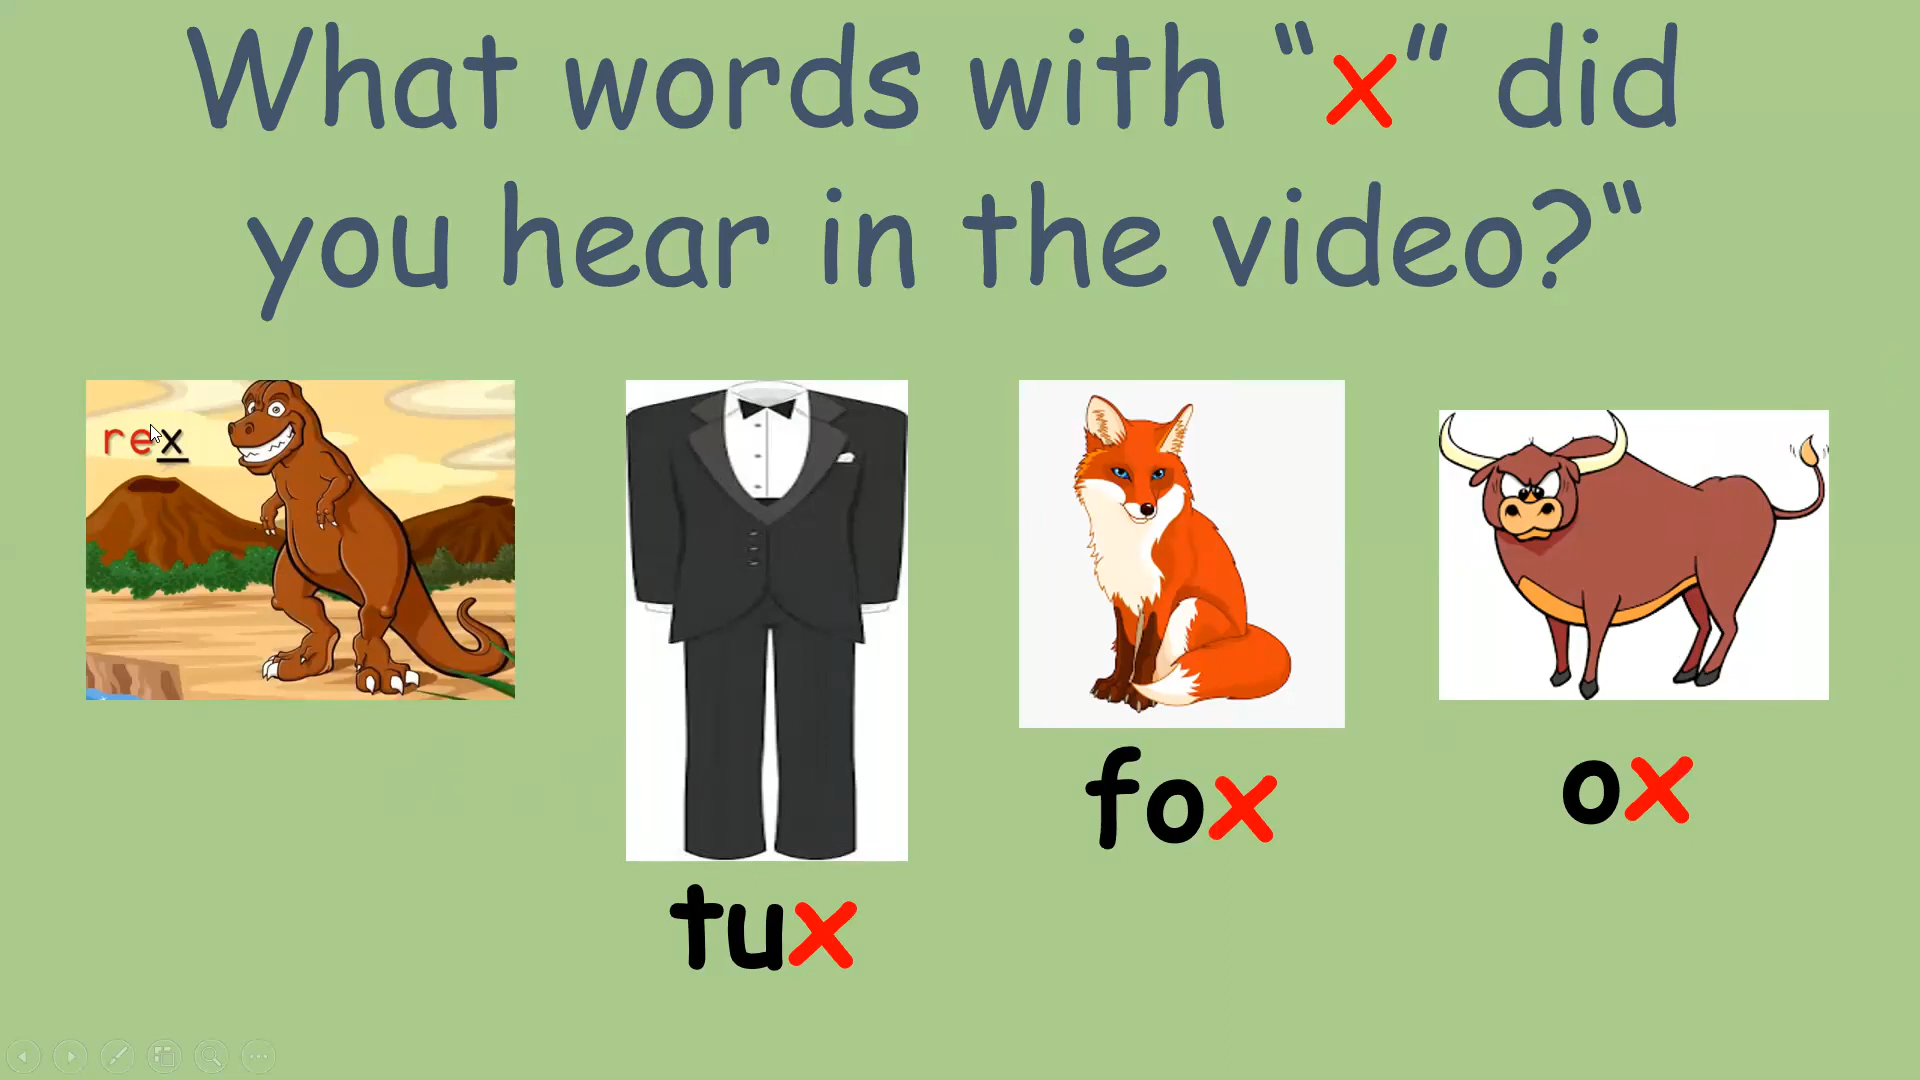 What words with “x” did
you hear in the video?“
rex
tux
fox
ox